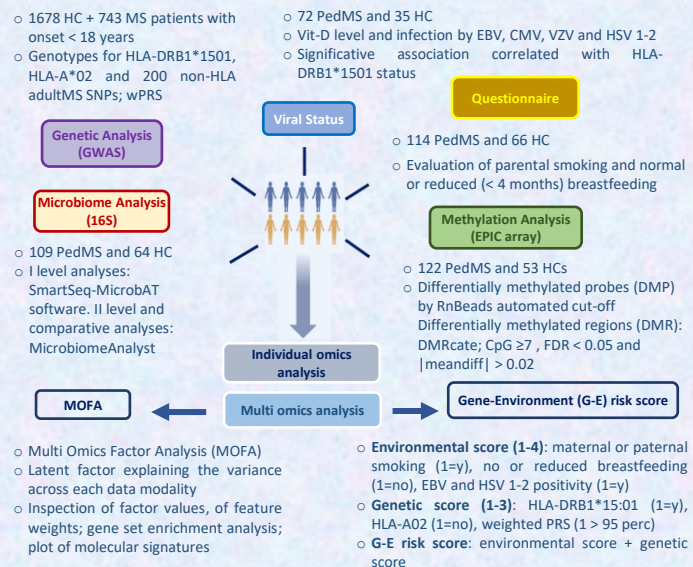 ○ 1678 HC + 743 MS patients with
onset < 18 years
○ Genotypes for HLA-DRB1*1501,
HLA-A*02 and 200 non-HLA
adultMS SNPs; wPRS
○ 72 PedMS and 35 HC
○ Vit-D level and infection by EBV, CMV, VZV and HSV 1-2
○ Significative association correlated with HLA-
DRB1*1501 status
Viral Status
Questionnaire
Genetic Analysis
(GWAS)
○ 114 PedMS and 66 HC
○ Evaluation of parental smoking and normal
or reduced (< 4 months) breastfeeding
Microbiome Analysis
(16S)
Methylation Analysis
(EPIC array)
○ 109 PedMS and 64 HC
○ I level analyses:
SmartSeq-MicrobAT
software. II level and
comparative analyses:
MicrobiomeAnalyst
○ 122 PedMS and 53 HCs
○ Differentially methylated probes (DMP)
by RnBeads automated cut-off
Differentially methylated regions (DMR):
DMRcate; CpG ≥7 , FDR < 0.05 and
|meandiff| > 0.02
Individual omics
analysis
MOFA
Multi omics analysis
Gene-Environment (G-E) risk score
○ Multi Omics Factor Analysis (MOFA)
○ Latent factor explaining the variance
across each data modality
○ Inspection of factor values, of feature
weights; gene set enrichment analysis;
plot of molecular signatures
○ Environmental score (1-4): maternal or paternal
smoking (1=y), no or reduced breastfeeding
(1=no), EBV and HSV 1-2 positivity (1=y)
○ Genetic score (1-3): HLA-DRB1*15:01 (1=y),
HLA-A02 (1=no), weighted PRS (1 > 95 perc)
○ G-E risk score: environmental score + genetic
score